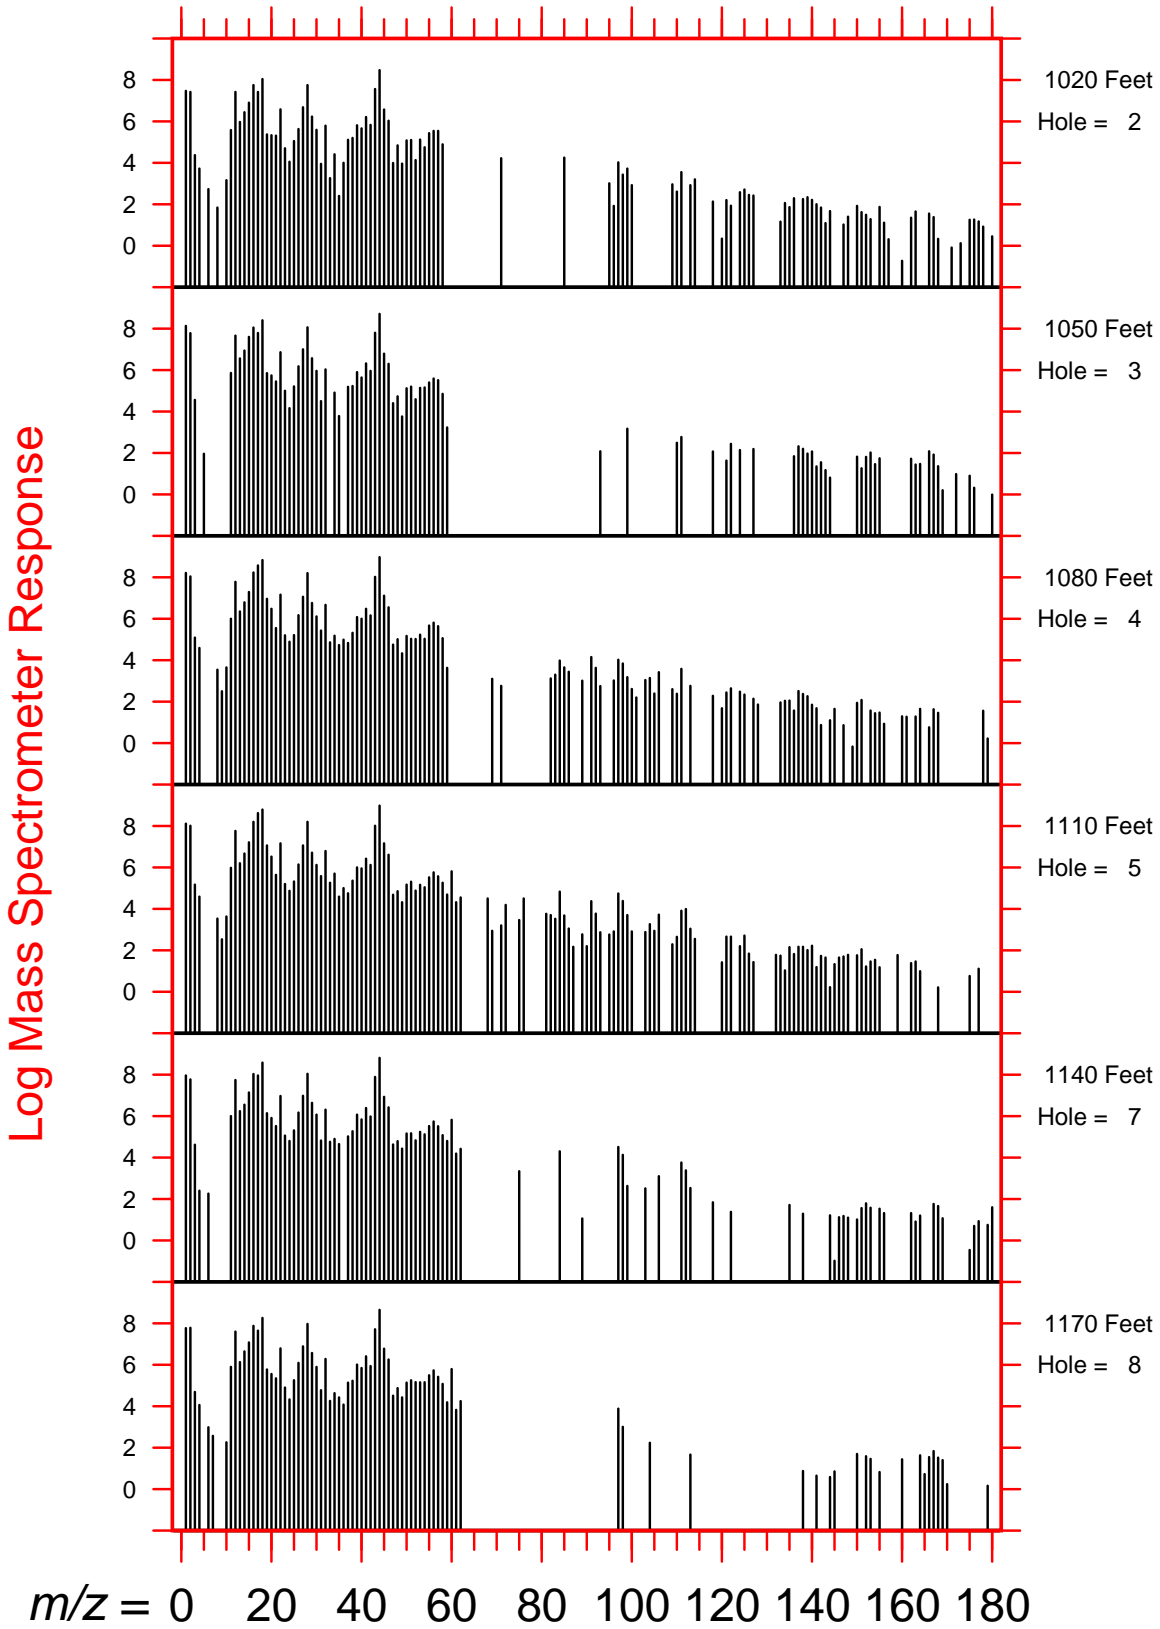 Log Mass Spectrometer Response
8 1020 Feet
6 Hole = 2
4
2
0
8 1050 Feet
6 Hole = 3
4
2
0
8 1080 Feet
6 Hole = 4
4
2
0
8 1110 Feet
6 Hole = 5
4
2
0
8 1140 Feet
6 Hole = 7
4
2
0
8 1170 Feet
6 Hole = 8
4
2
0
m/z = 0 20 40 60 80 100 120 140 160 180